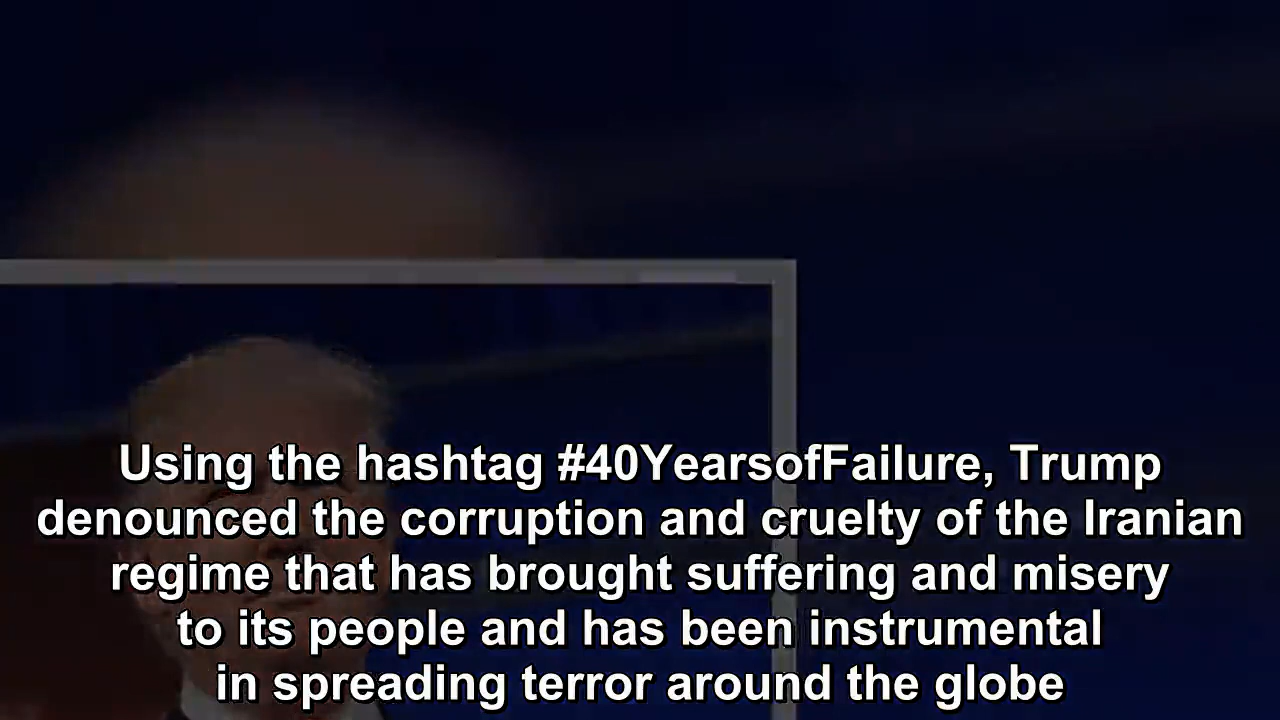 Using the hashtag #40YearsofFailure, Trump
denounced the corruption and cruelty of the Iranian
regime that has brought suffering and misery
to its people and has been instrumental
in spreading terror around the globe